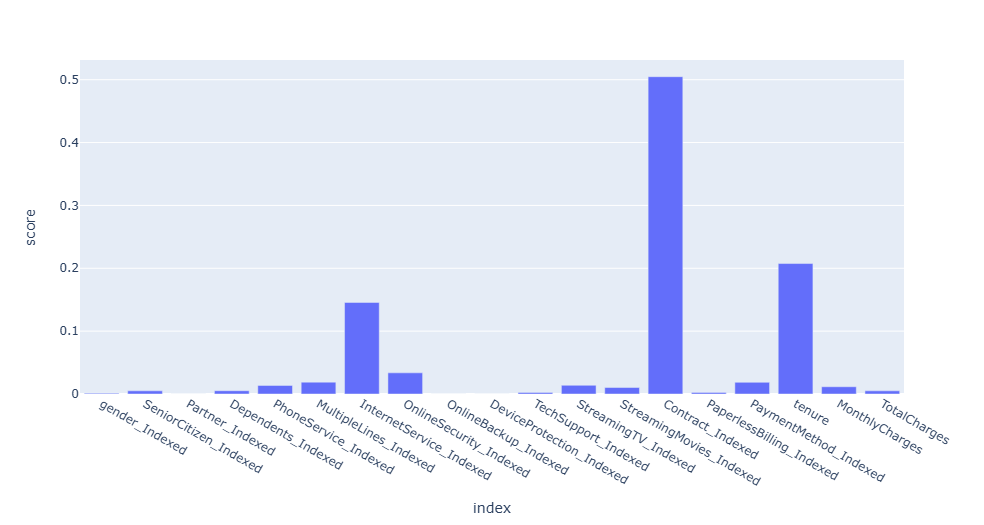 score
0.5
0.4
0.3
0.2
0.1
0
gender_Indexed
SeniorCitizen_Indexed
Partner_Indexed
Dependents_Indexed
PhoneService_Indexed
MultipleLines_Indexed
InternetService_Indexed
OnlineSecurity_Indexed
OnlineBackup_Indexed
DeviceProtection_Indexed
TechSupport_Indexed
StreamingTV_Indexed
StreamingMovies_Indexed
Contract_Indexed
PaperlessBilling_Indexed
PaymentMethod_Indexed
tenure
MonthlyCharges
TotalCharges
index